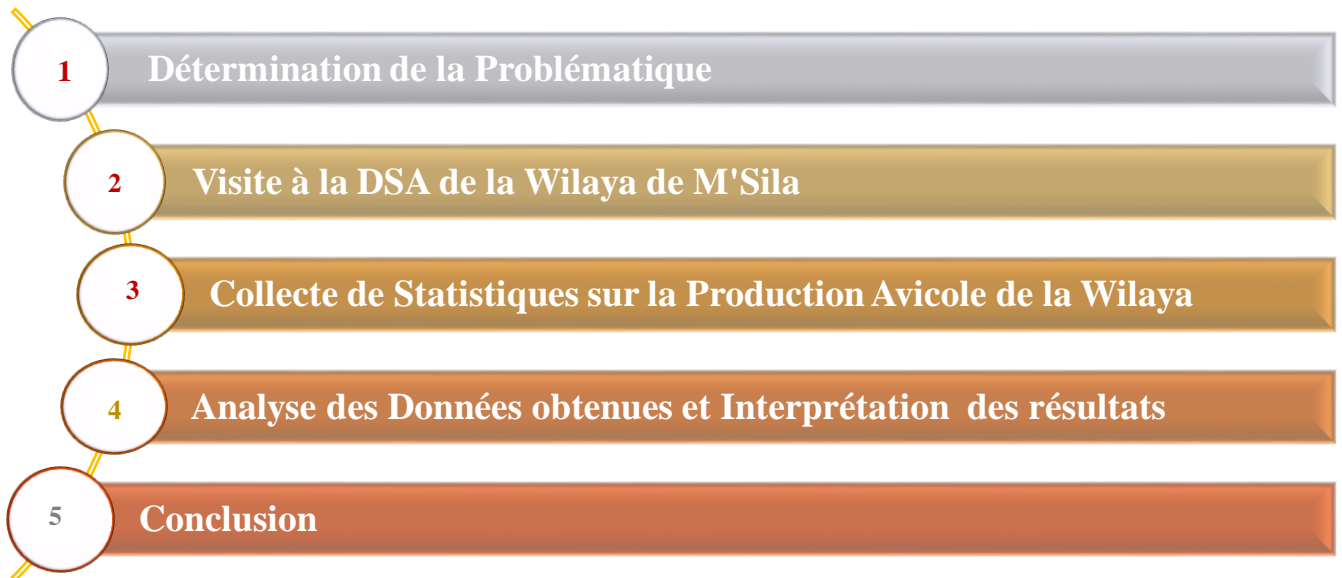 1
Détermination de la Problématique
2
Visite à la DSA de la Wilaya de M'Sila
3
Collecte de Statistiques sur la Production Avicole de la Wilaya
4
Analyse des Données obtenues et Interprétation des résultats
5
Conclusion